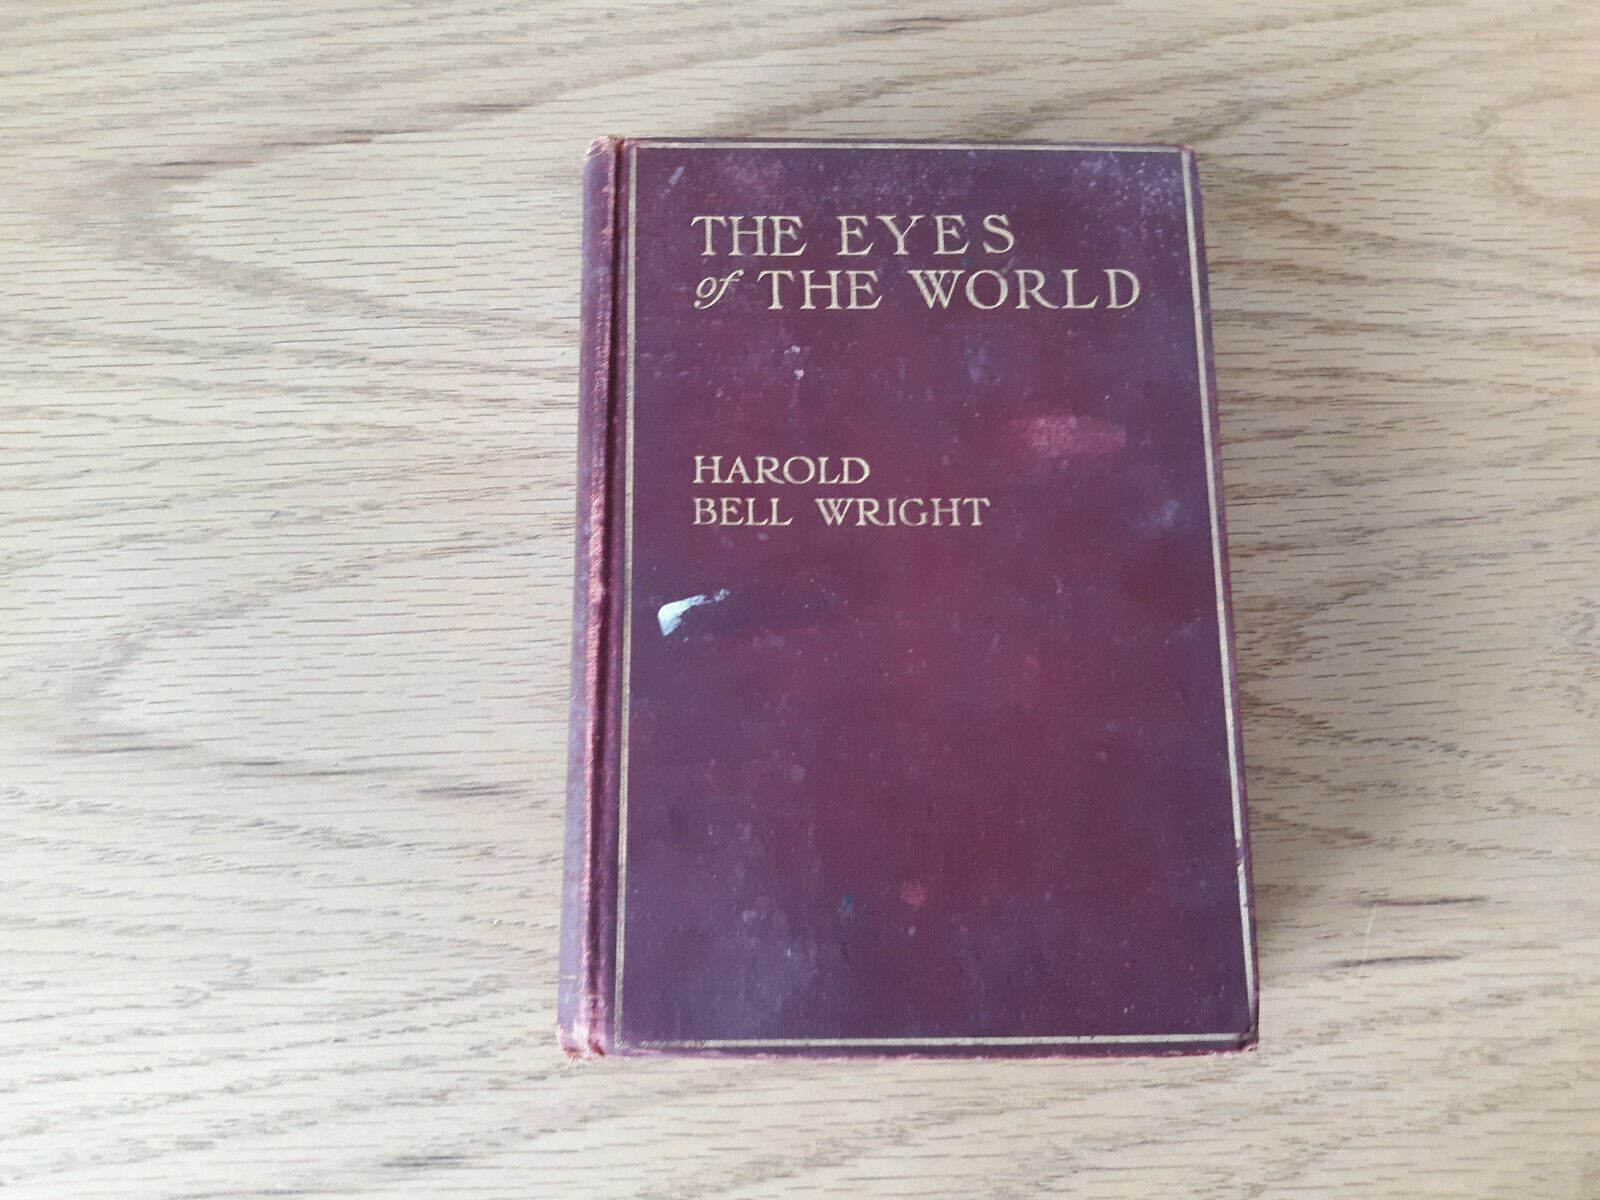 THE EYES
of THE WORLD
HAROLD
BELL WRIGHT